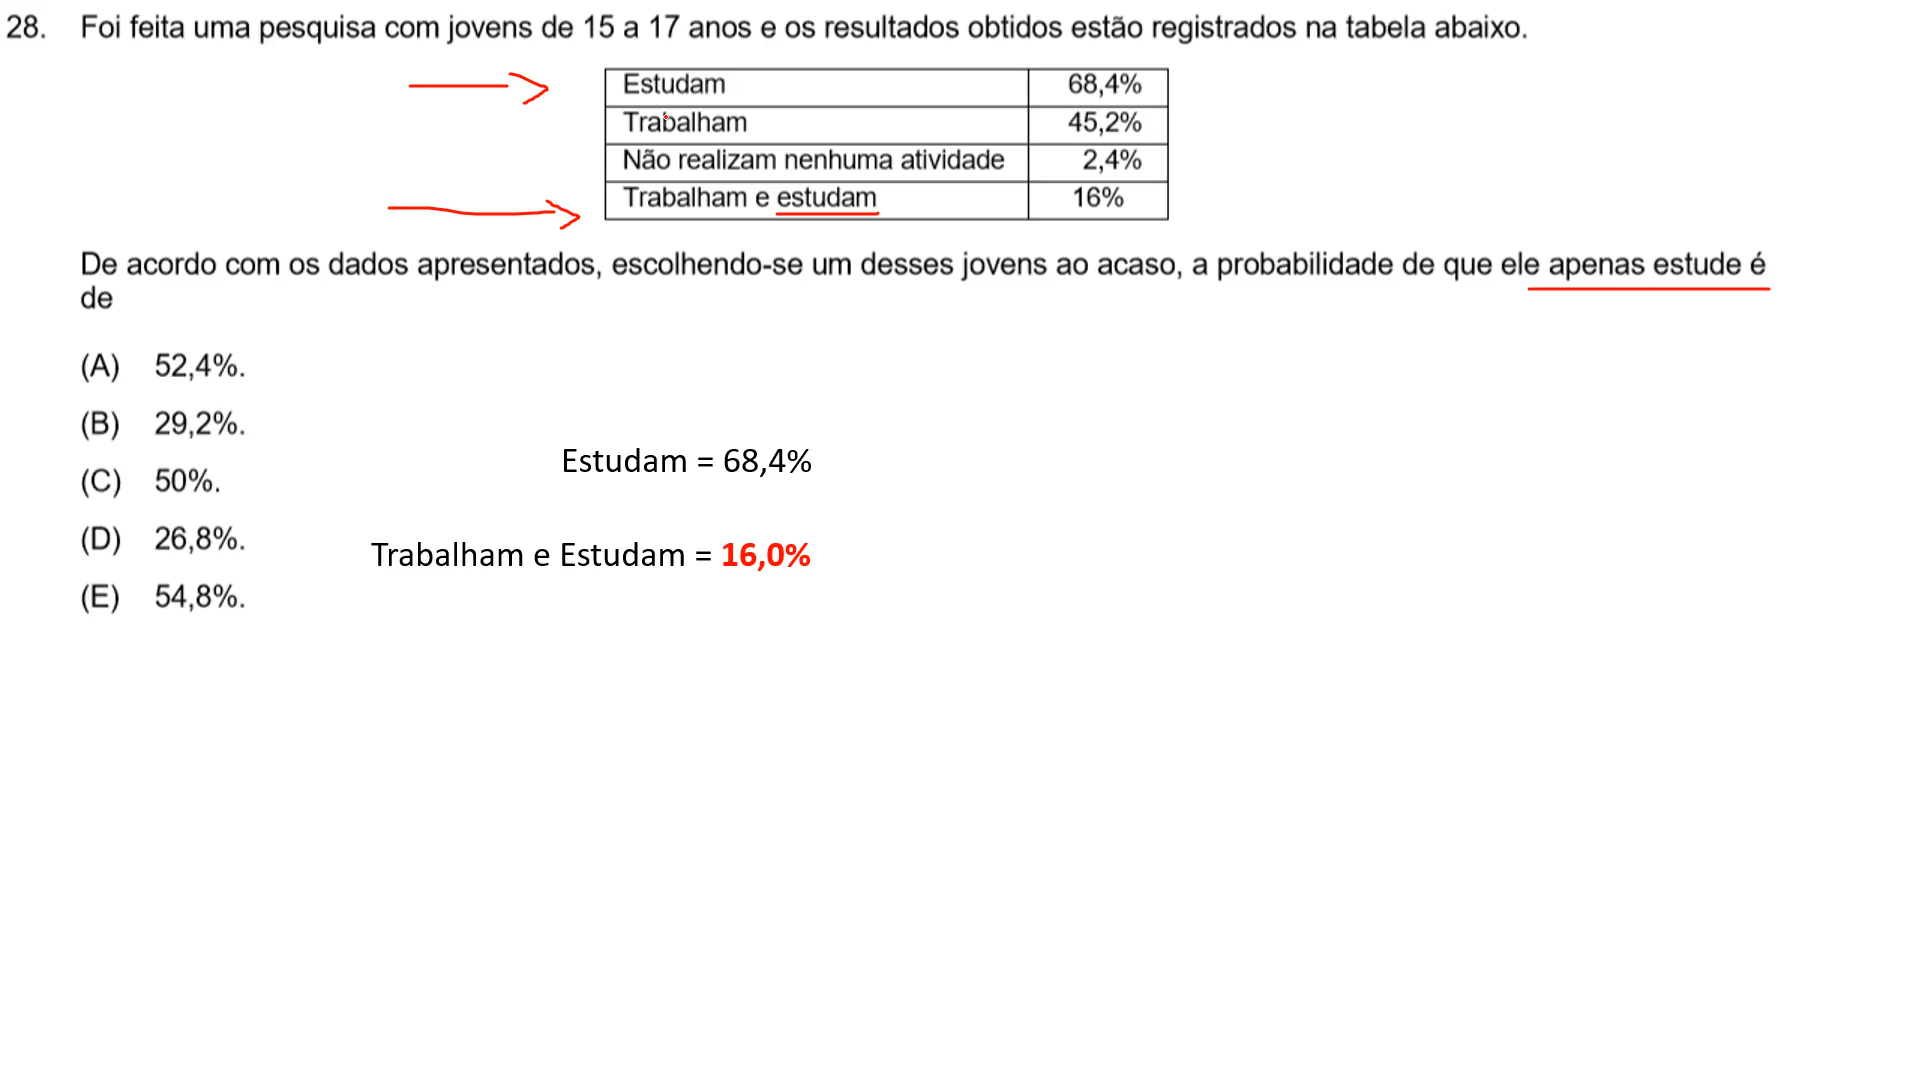 28. Foi feita uma pesquisa com jovens de 15 a 17 anos e os resultados obtidos estão registrados na tabela abaixo.
Estudam 68,4%
Trabalham 45,2%
Não realizam nenhuma atividade 2,4%
Trabalham e estudam 16%
De acordo com os dados apresentados, escolhendo-se um desses jovens ao acaso, a probabilidade de que ele apenas estude é
de
(A) 52,4%.
(B) 29,2%.
(C) 50%.
(D) 26,8%.
(E) 54,8%.
Estudam = 68,4%
Trabalham e Estudam = 16,0%